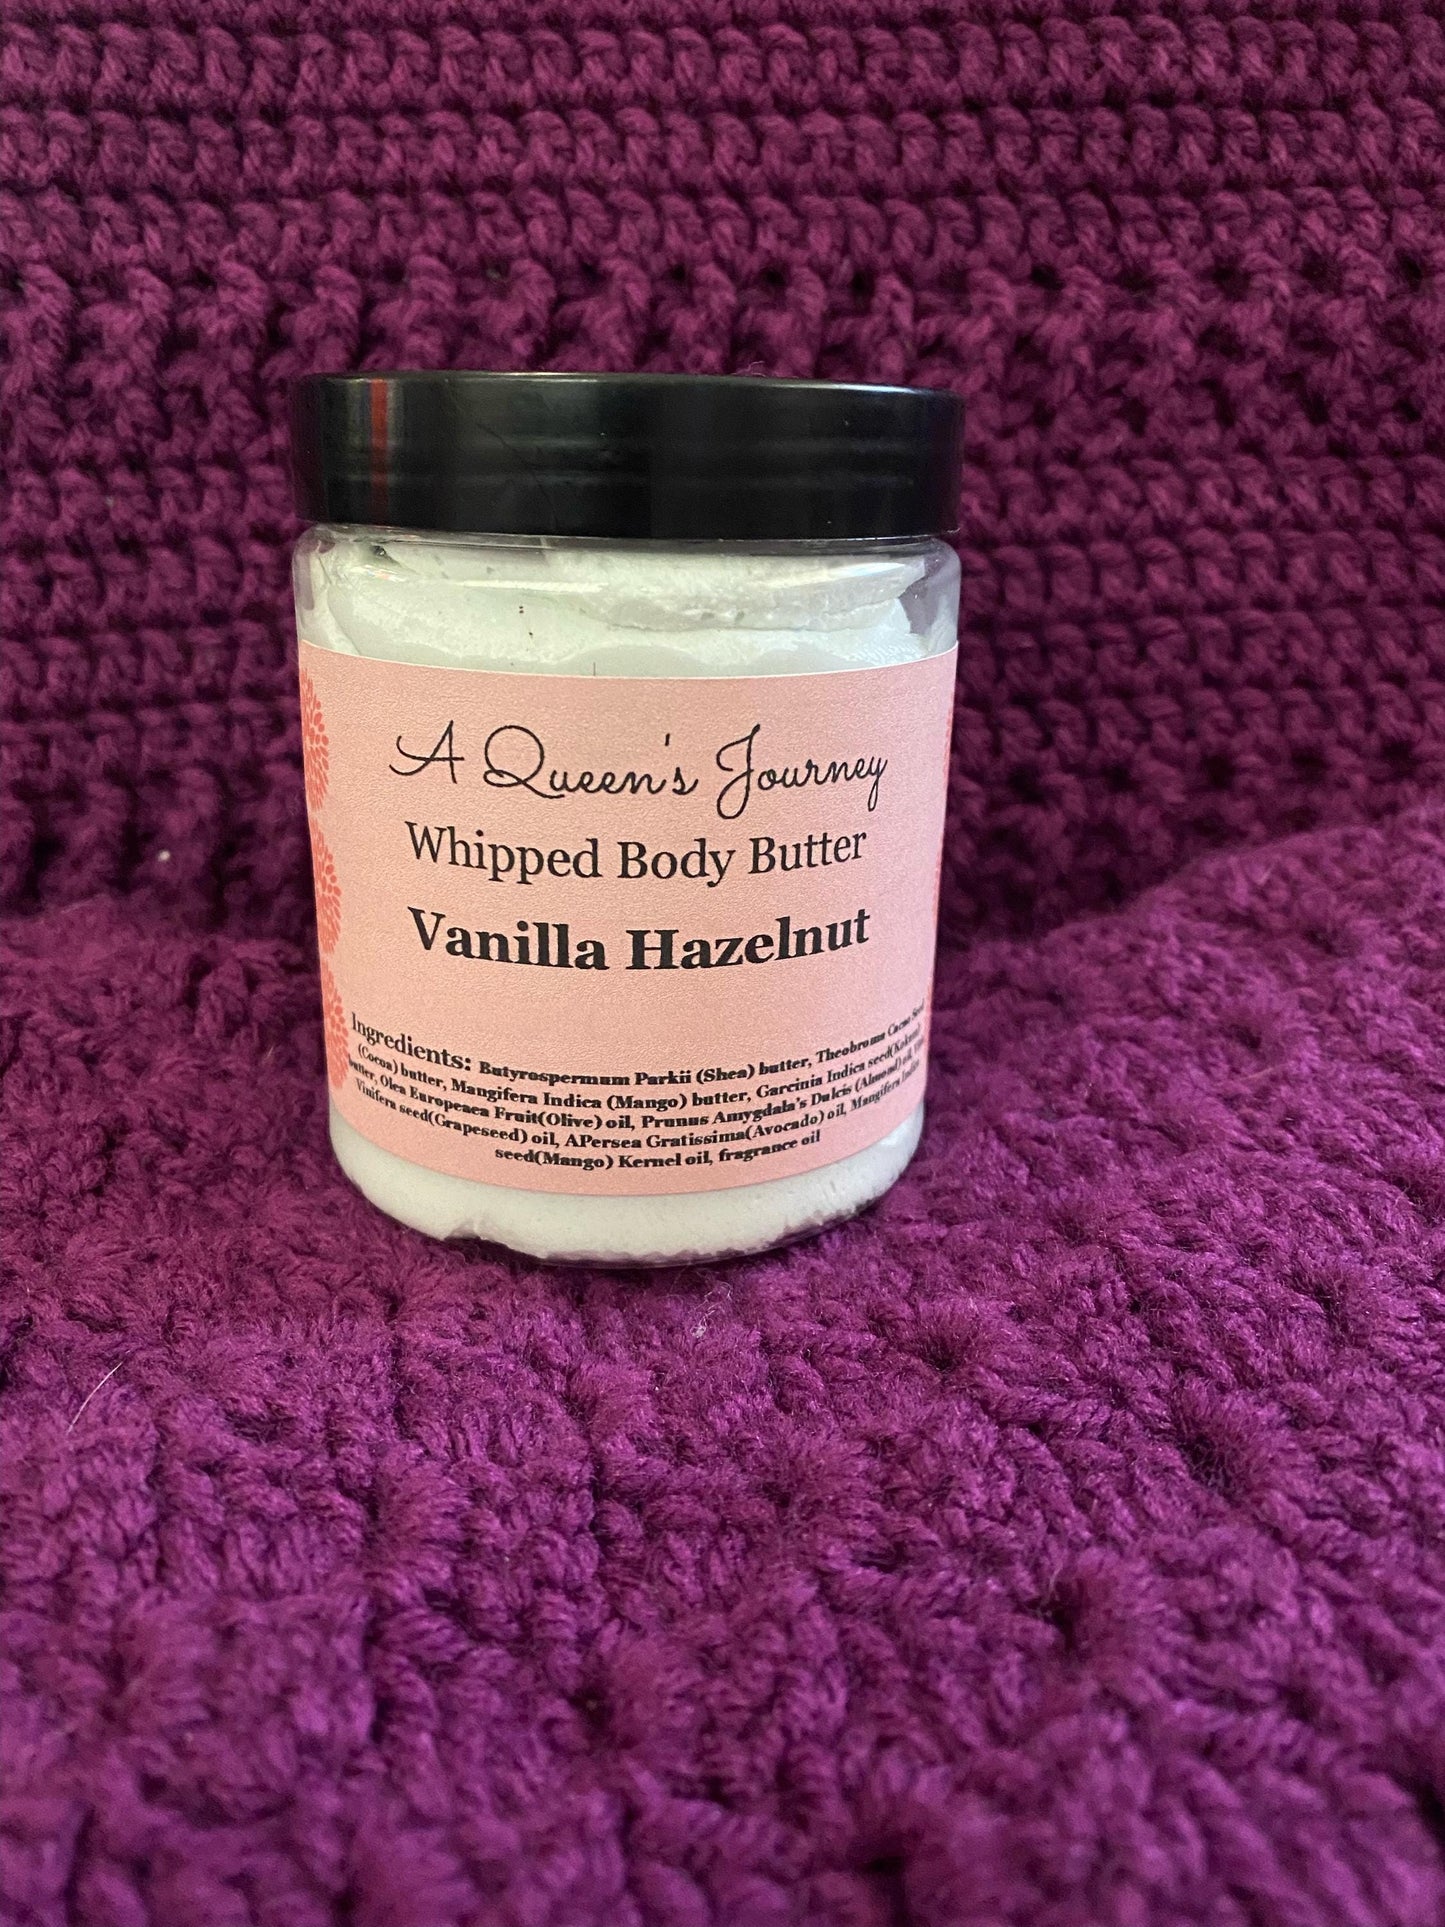 A Queen's Journey
Whipped Body Butter
Vanilla Hazelnut
Ingredients: Butyrospermum Parkii (Shea) butter, Theobroma Cacao Seed
(Cocoa) butter, Mangifera Indica (Mango) butter, Garcinia Indica seed(Kokum)
butter, Olea Europeaea Fruit(Olive) oil, Prunus Amygdala's Dulcis (Almond) oil, Vitis
Vinifera seed(Grapeseed) oil, APersea Gratissima(Avocado) oil, Mangifera Indica
seed(Mango) Kernel oil, fragrance oil